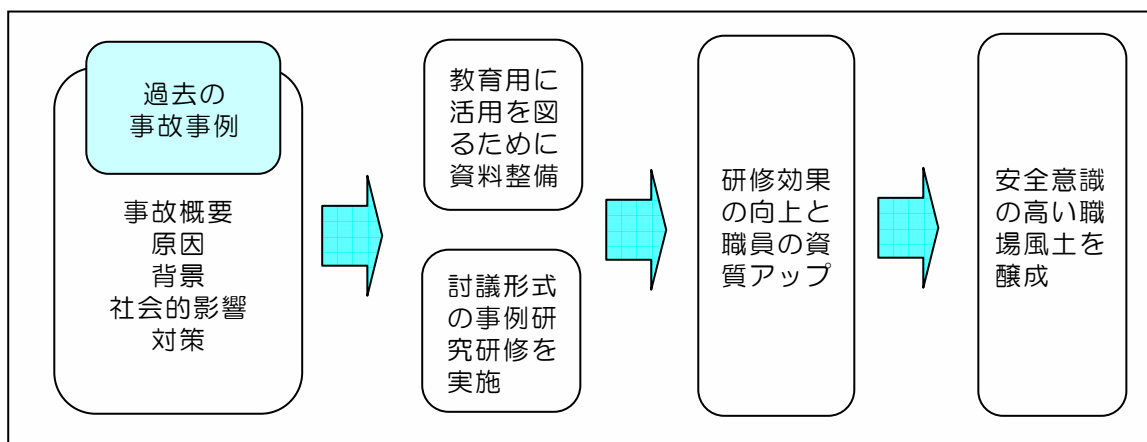 過去の
事故事例
事故概要
原因
背景
社会的影響
対策
教育用に
活用を図
るために
資料整備
討議形式
の事例研
究研修を
実施
研修効果
の向上と
職員の資
質アップ
安全意識
の高い職
場風土を
醸成